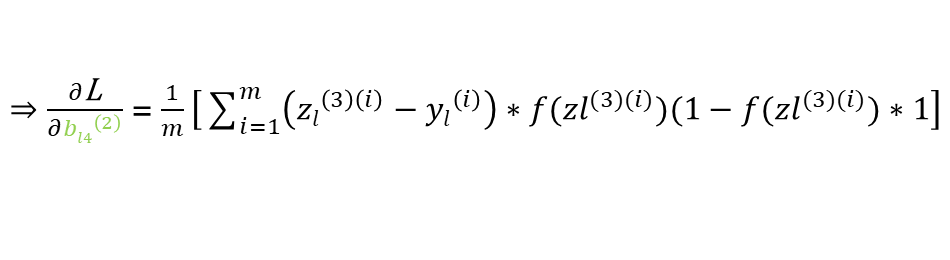 ⇒ ∂L/∂b_{l4}^{(2)} = 1/m [∑_{i=1}^{m} (z_l^{(3)(i)} − y_l^{(i)}) ∗ f(zl^{(3)(i)})(1 − f(zl^{(3)(i)}) ∗ 1]